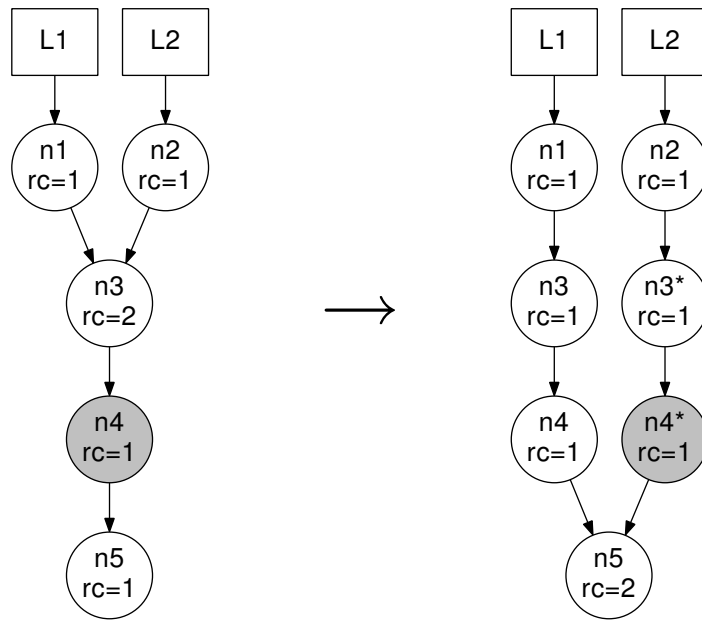 L1
L2
n1
rc=1
n2
rc=1
n3
rc=2
n4
rc=1
n5
rc=1
L1
L2
n1
rc=1
n2
rc=1
n3
rc=1
n3*
rc=1
n4
rc=1
n4*
rc=1
n5
rc=2